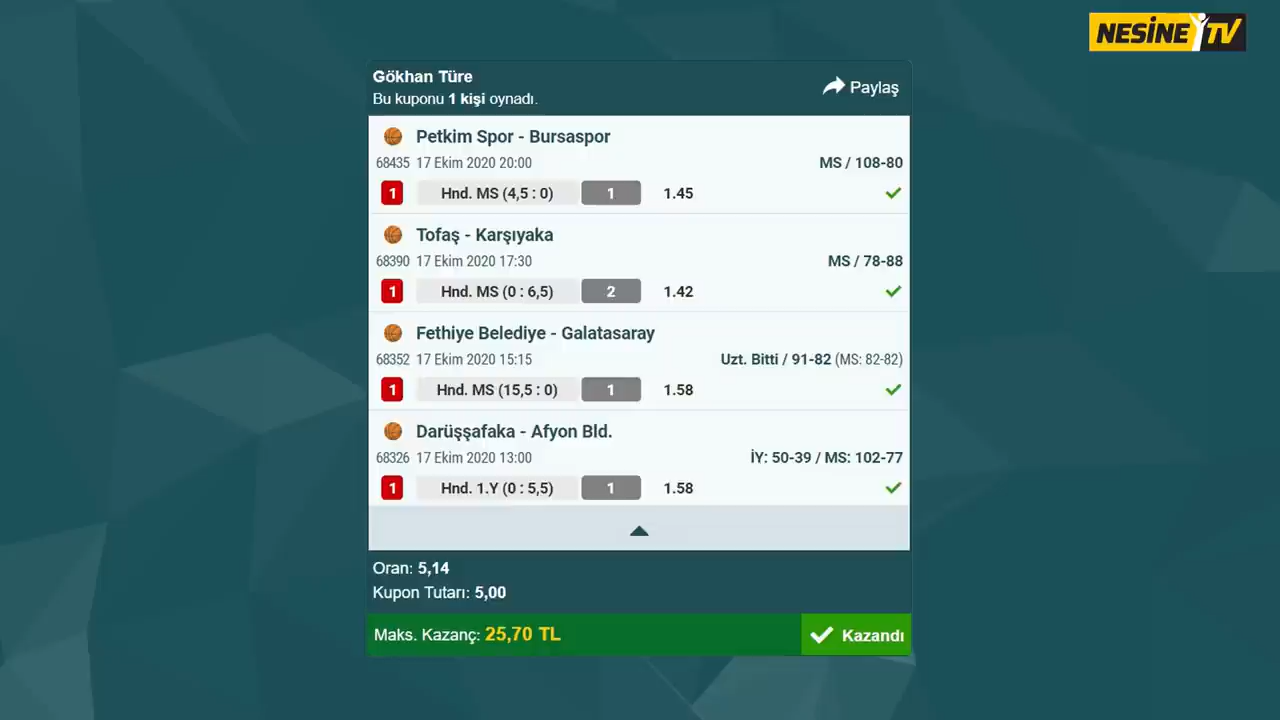 NESİNE TV
Gökhan Türe
Bu kuponu 1 kişi oynadı.
Paylaş
Petkim Spor - Bursaspor
68435 17 Ekim 2020 20:00 MS / 108-80
1 Hnd. MS (4,5 : 0) 1 1.45
Tofaş - Karşıyaka
68390 17 Ekim 2020 17:30 MS / 78-88
1 Hnd. MS (0 : 6,5) 2 1.42
Fethiye Belediye - Galatasaray
68352 17 Ekim 2020 15:15 Uzt. Bitti / 91-82 (MS: 82-82)
1 Hnd. MS (15,5 : 0) 1 1.58
Darüşşafaka - Afyon Bld.
68326 17 Ekim 2020 13:00 İY: 50-39 / MS: 102-77
1 Hnd. 1.Y (0 : 5,5) 1 1.58
Oran: 5,14
Kupon Tutarı: 5,00
Maks. Kazanç: 25,70 TL Kazandı